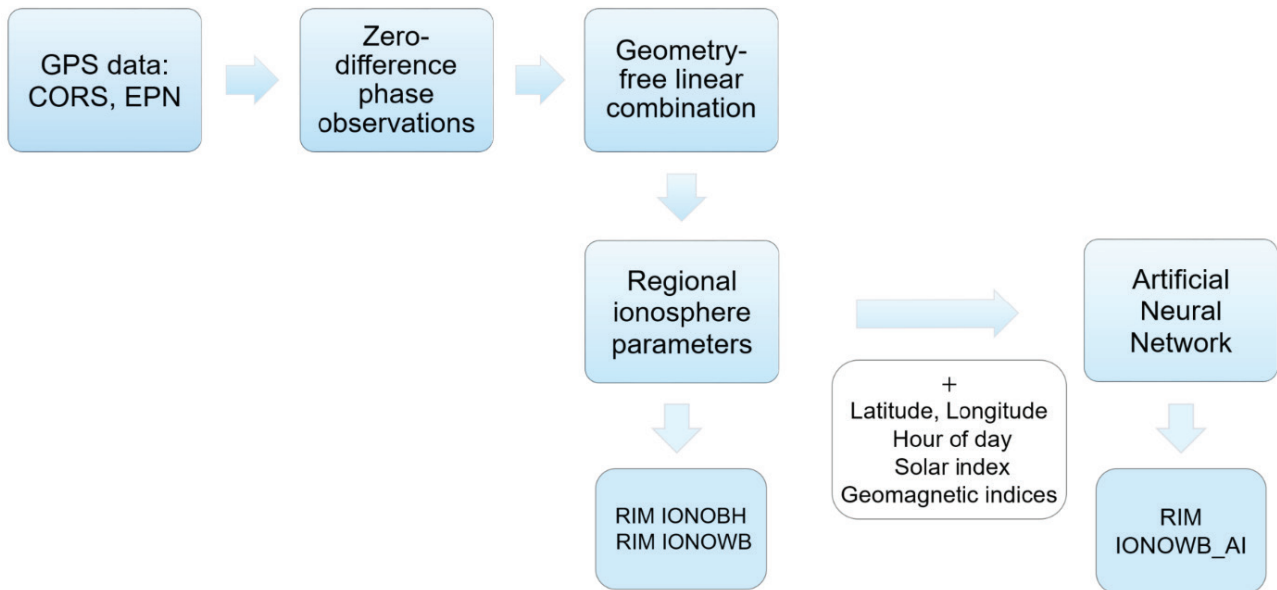 GPS data:
CORS, EPN
Zero-
difference
phase
observations
Geometry-
free linear
combination
Regional
ionosphere
parameters
+
Latitude, Longitude
Hour of day
Solar index
Geomagnetic indices
Artificial
Neural
Network
RIM IONOBH
RIM IONOWB
RIM
IONOWB_AI